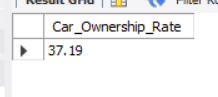 Result Grid
Filter Ro
Car_Ownership_Rate
37.19